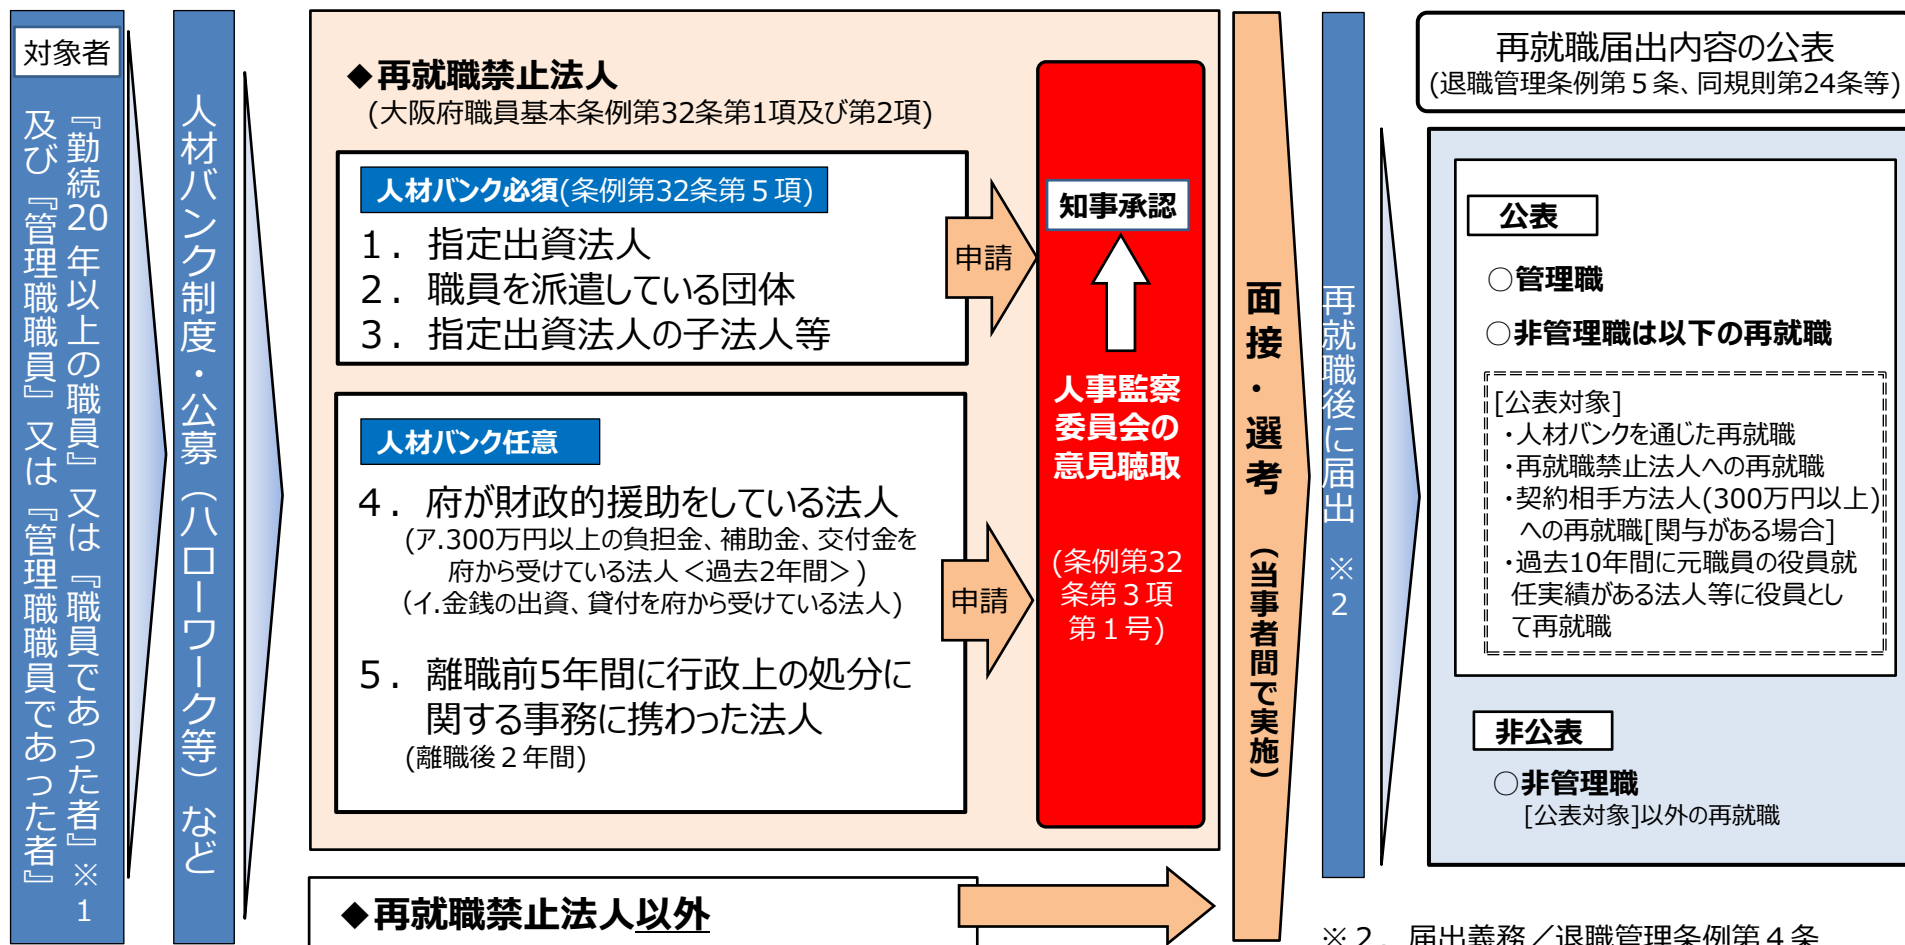 対象者
『勤続20年以上の職員』又は『職員であった者』※1
及び『管理職職員』又は『管理職職員であった者』
人材バンク制度・公募（ハローワーク等）など
◆再就職禁止法人
(大阪府職員基本条例第32条第1項及び第2項)
人材バンク必須(条例第32条第５項)
１．指定出資法人
２．職員を派遣している団体
３．指定出資法人の子法人等
申請
人材バンク任意
４．府が財政的援助をしている法人
(ア.300万円以上の負担金、補助金、交付金を
府から受けている法人＜過去2年間＞)
(イ.金銭の出資、貸付を府から受けている法人)
５．離職前5年間に行政上の処分に
関する事務に携わった法人
(離職後２年間)
申請
知事承認
人事監察
委員会の
意見聴取
(条例第32
条第３項
第１号)
◆再就職禁止法人以外
面接・選考（当事者間で実施）
再就職後に届出　※2
再就職届出内容の公表
(退職管理条例第５条、同規則第24条等)
公表
○管理職
○非管理職は以下の再就職
[公表対象]
・人材バンクを通じた再就職
・再就職禁止法人への再就職
・契約相手方法人(300万円以上)
への再就職[関与がある場合]
・過去10年間に元職員の役員就
任実績がある法人等に役員とし
て再就職
非公表
○非管理職
[公表対象]以外の再就職
※２．届出義務／退職管理条例第４条